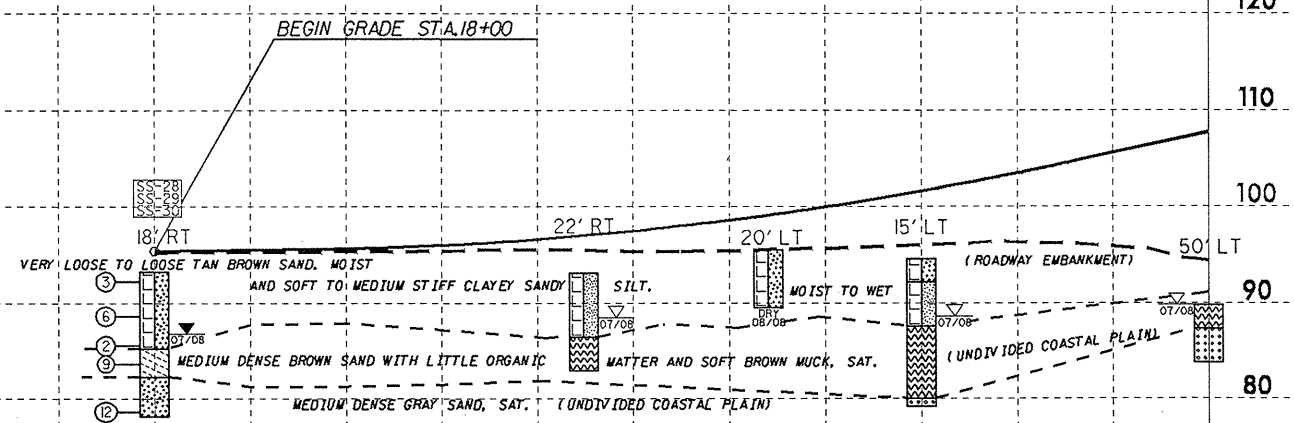 120
BEGIN GRADE STA.18+00
110
SS-28
SS-29
SS-30
100
18' RT
22' RT
20' LT
15' LT
50' LT
VERY LOOSE TO LOOSE TAN BROWN SAND. MOIST
(ROADWAY EMBANKMENT)
3
AND SOFT TO MEDIUM STIFF CLAYEY SANDY SILT.
MOIST TO WET
90
6
07/08
07/08
DRY
08/08
07/08
07/08
2
9
MEDIUM DENSE BROWN SAND WITH LITTLE ORGANIC MATTER AND SOFT BROWN MUCK, SAT.
(UNDIVIDED COASTAL PLAIN)
80
12
MEDIUM DENSE GRAY SAND, SAT. (UNDIVIDED COASTAL PLAIN)